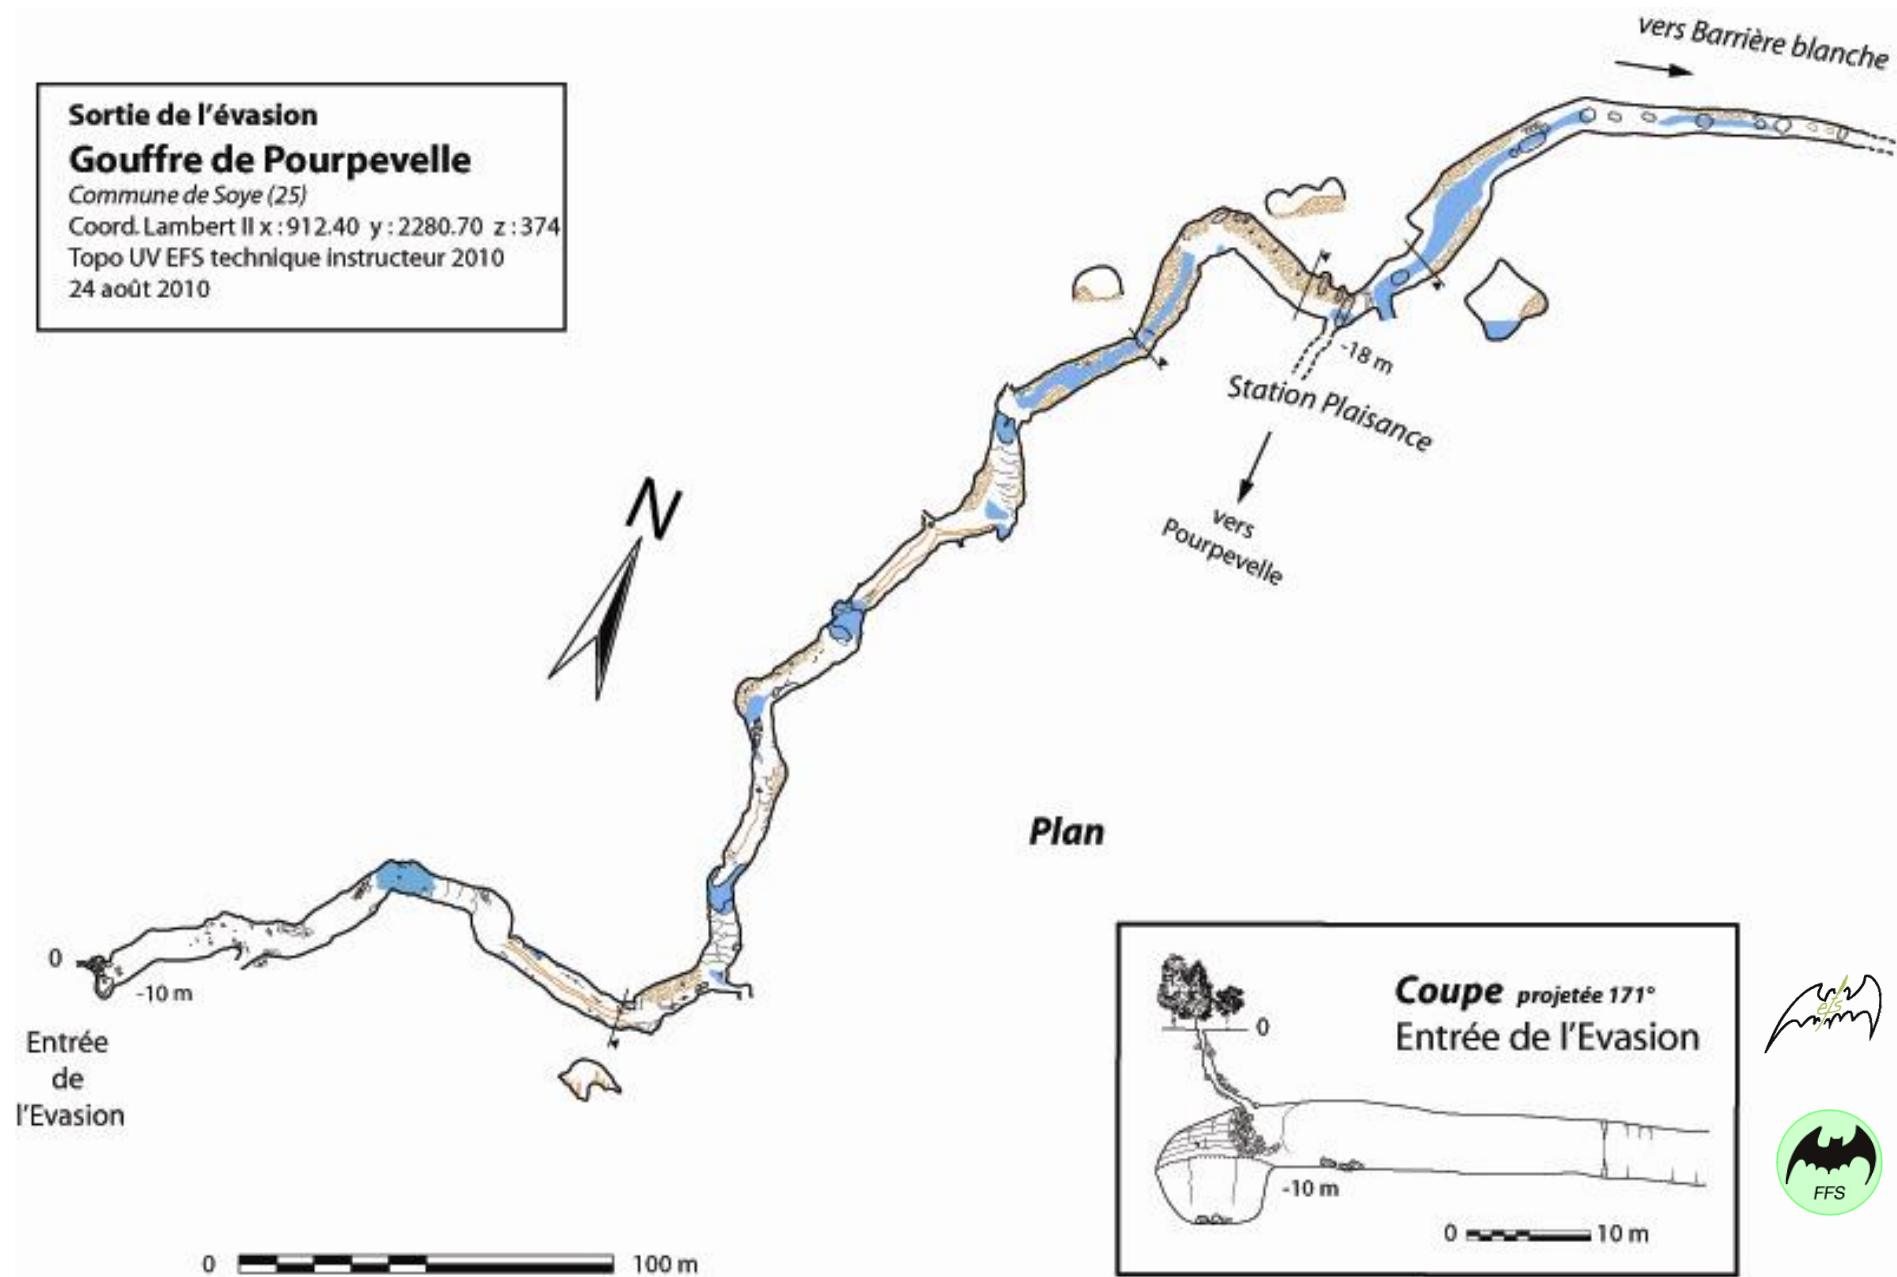 vers Barrière blanche
Sortie de l'évasion
Gouffre de Pourpevelle
Commune de Soye (25)
Coord. Lambert II x : 912.40 y : 2280.70 z : 374
Topo UV EFS technique instructeur 2010
24 août 2010
-18 m
Station Plaisance
vers
Pourpevelle
N
Plan
0
-10 m
Entrée
de
l'Evasion
Coupe projetée 171°
Entrée de l'Evasion
0
-10 m
0 10 m
efs
FFS
0 100 m